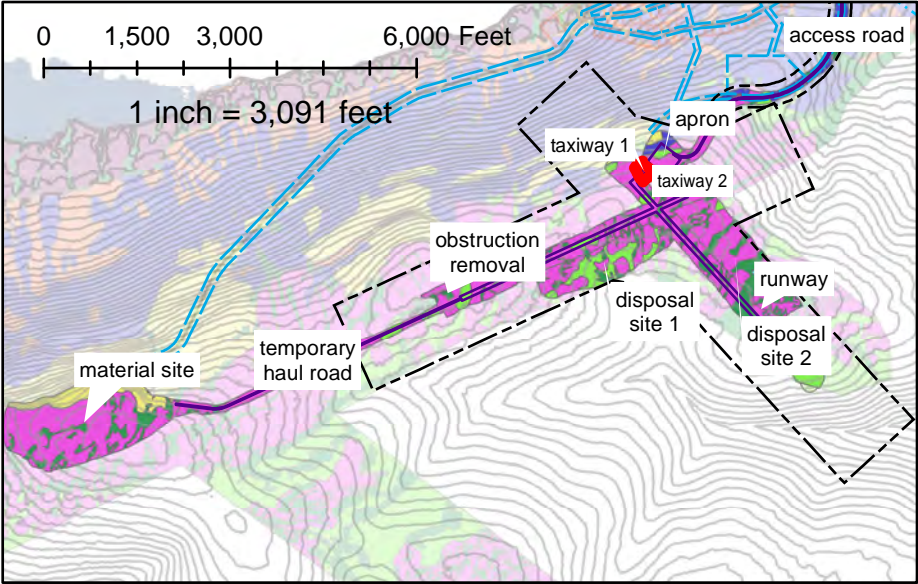 0 1,500 3,000 6,000 Feet
1 inch = 3,091 feet
access road
apron
taxiway 1
taxiway 2
obstruction
removal
runway
disposal
site 1
disposal
site 2
temporary
haul road
material site